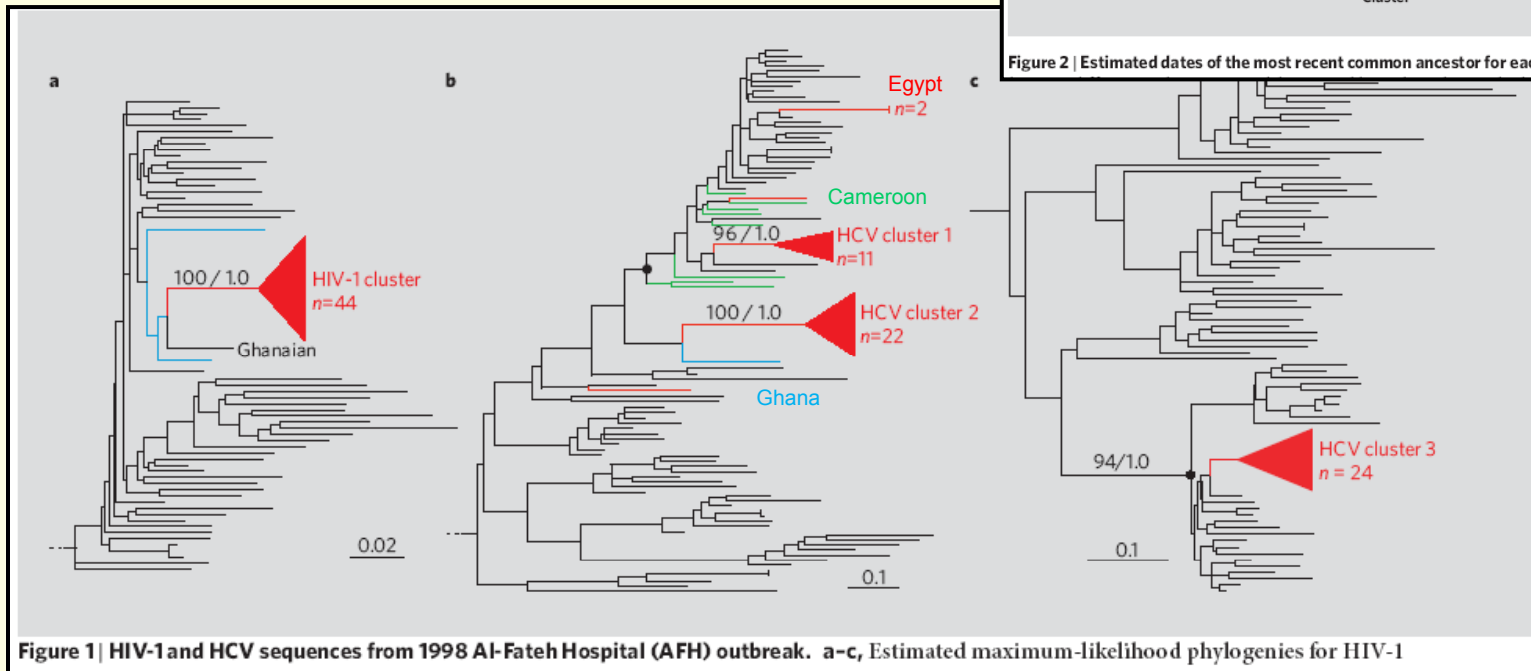 Cluster
Figure 2 | Estimated dates of the most recent common ancestor for eac
a
b
c
Egypt
n=2
Cameroon
96 / 1.0
HCV cluster 1
n=11
100 / 1.0
HIV-1 cluster
n=44
Ghanaian
100 / 1.0
HCV cluster 2
n=22
Ghana
94/1.0
HCV cluster 3
n = 24
0.02
0.1
0.1
Figure 1 | HIV-1 and HCV sequences from 1998 Al-Fateh Hospital (AFH) outbreak. a–c, Estimated maximum-likelihood phylogenies for HIV-1